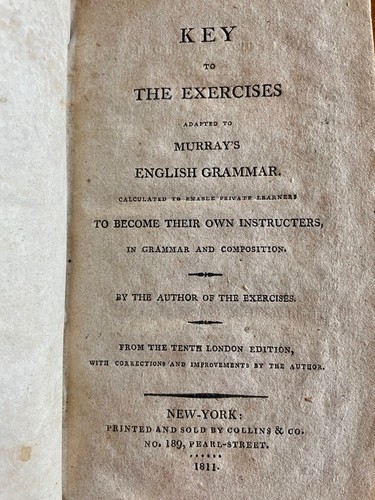 KEY
TO
THE EXERCISES
ADAPTED TO
MURRAY'S
ENGLISH GRAMMAR.
CALCULATED TO ENABLE PRIVATE LEARNERS
TO BECOME THEIR OWN INSTRUCTERS,
IN GRAMMAR AND COMPOSITION.
BY THE AUTHOR OF THE EXERCISES.
FROM THE TENTH LONDON EDITION,
WITH CORRECTIONS AND IMPROVEMENTS BY THE AUTHOR.
NEW-YORK:
PRINTED AND SOLD BY COLLINS & CO.
NO. 189, PEARL-STREET.
......
1811.